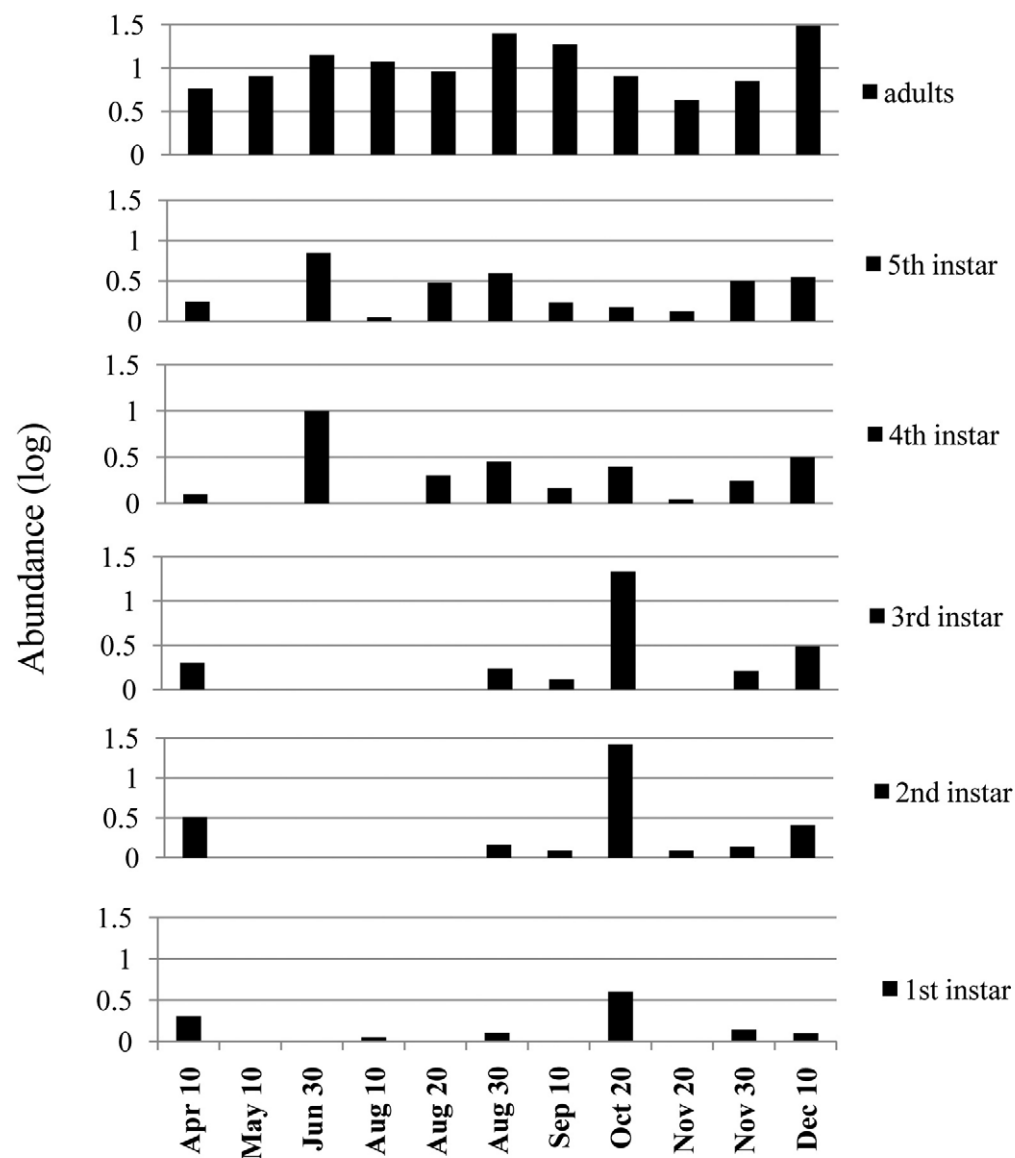 1.5
1
0.5
0
adults
1.5
1
0.5
0
5th instar
1.5
1
0.5
0
4th instar
Abundance (log)
1.5
1
0.5
0
3rd instar
1.5
1
0.5
0
2nd instar
1.5
1
0.5
0
1st instar
Apr 10
May 10
Jun 30
Aug 10
Aug 20
Aug 30
Sep 10
Oct 20
Nov 20
Nov 30
Dec 10